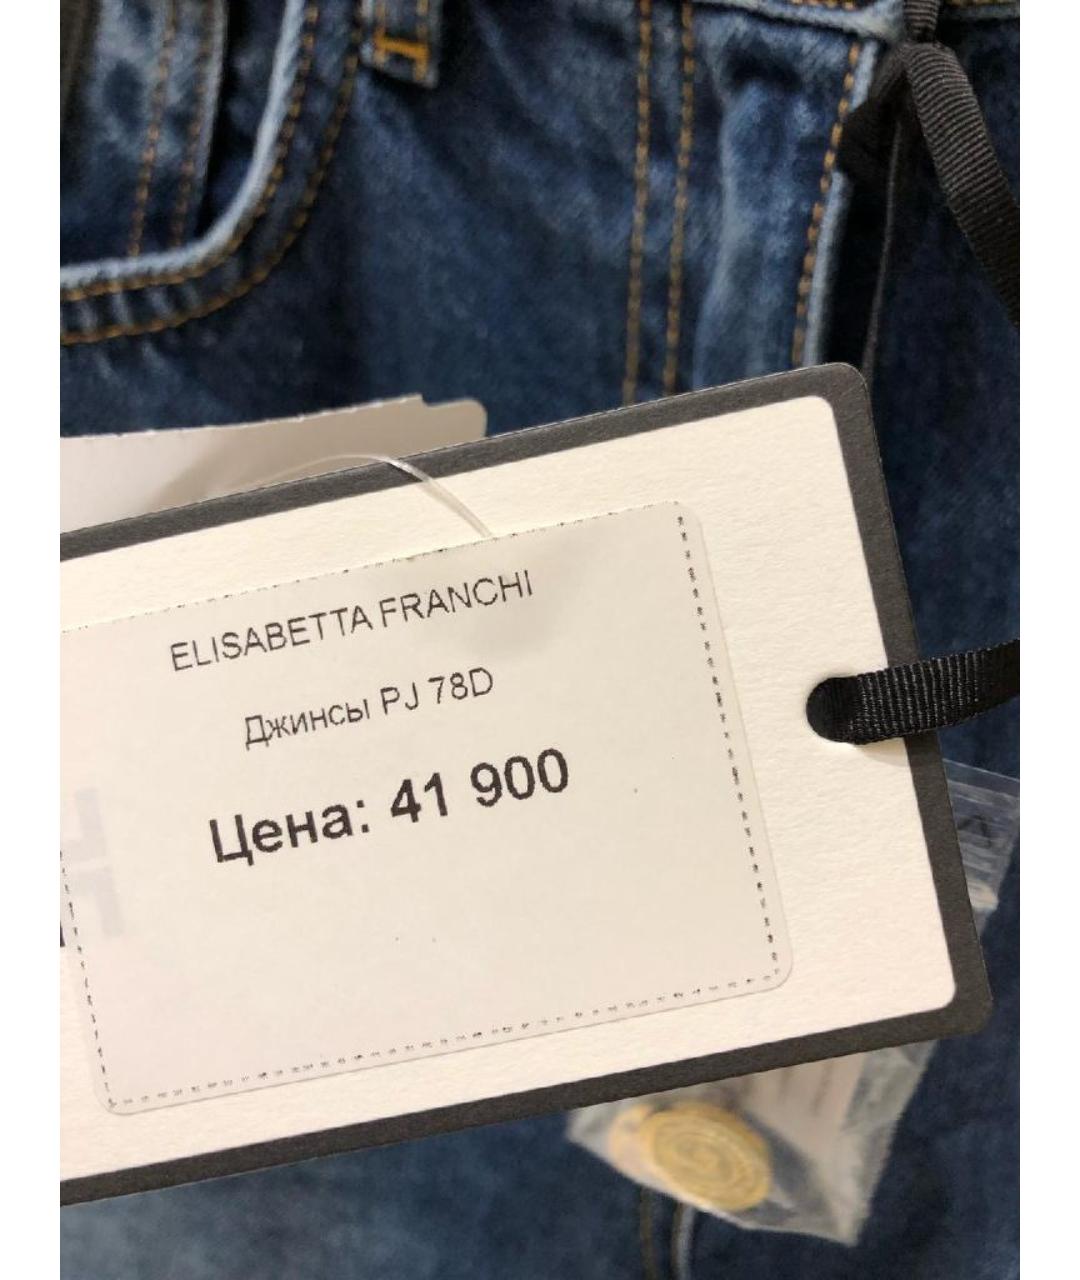 ELISABETTA FRANCHI
Джинсы PJ 78D
Цена: 41 900